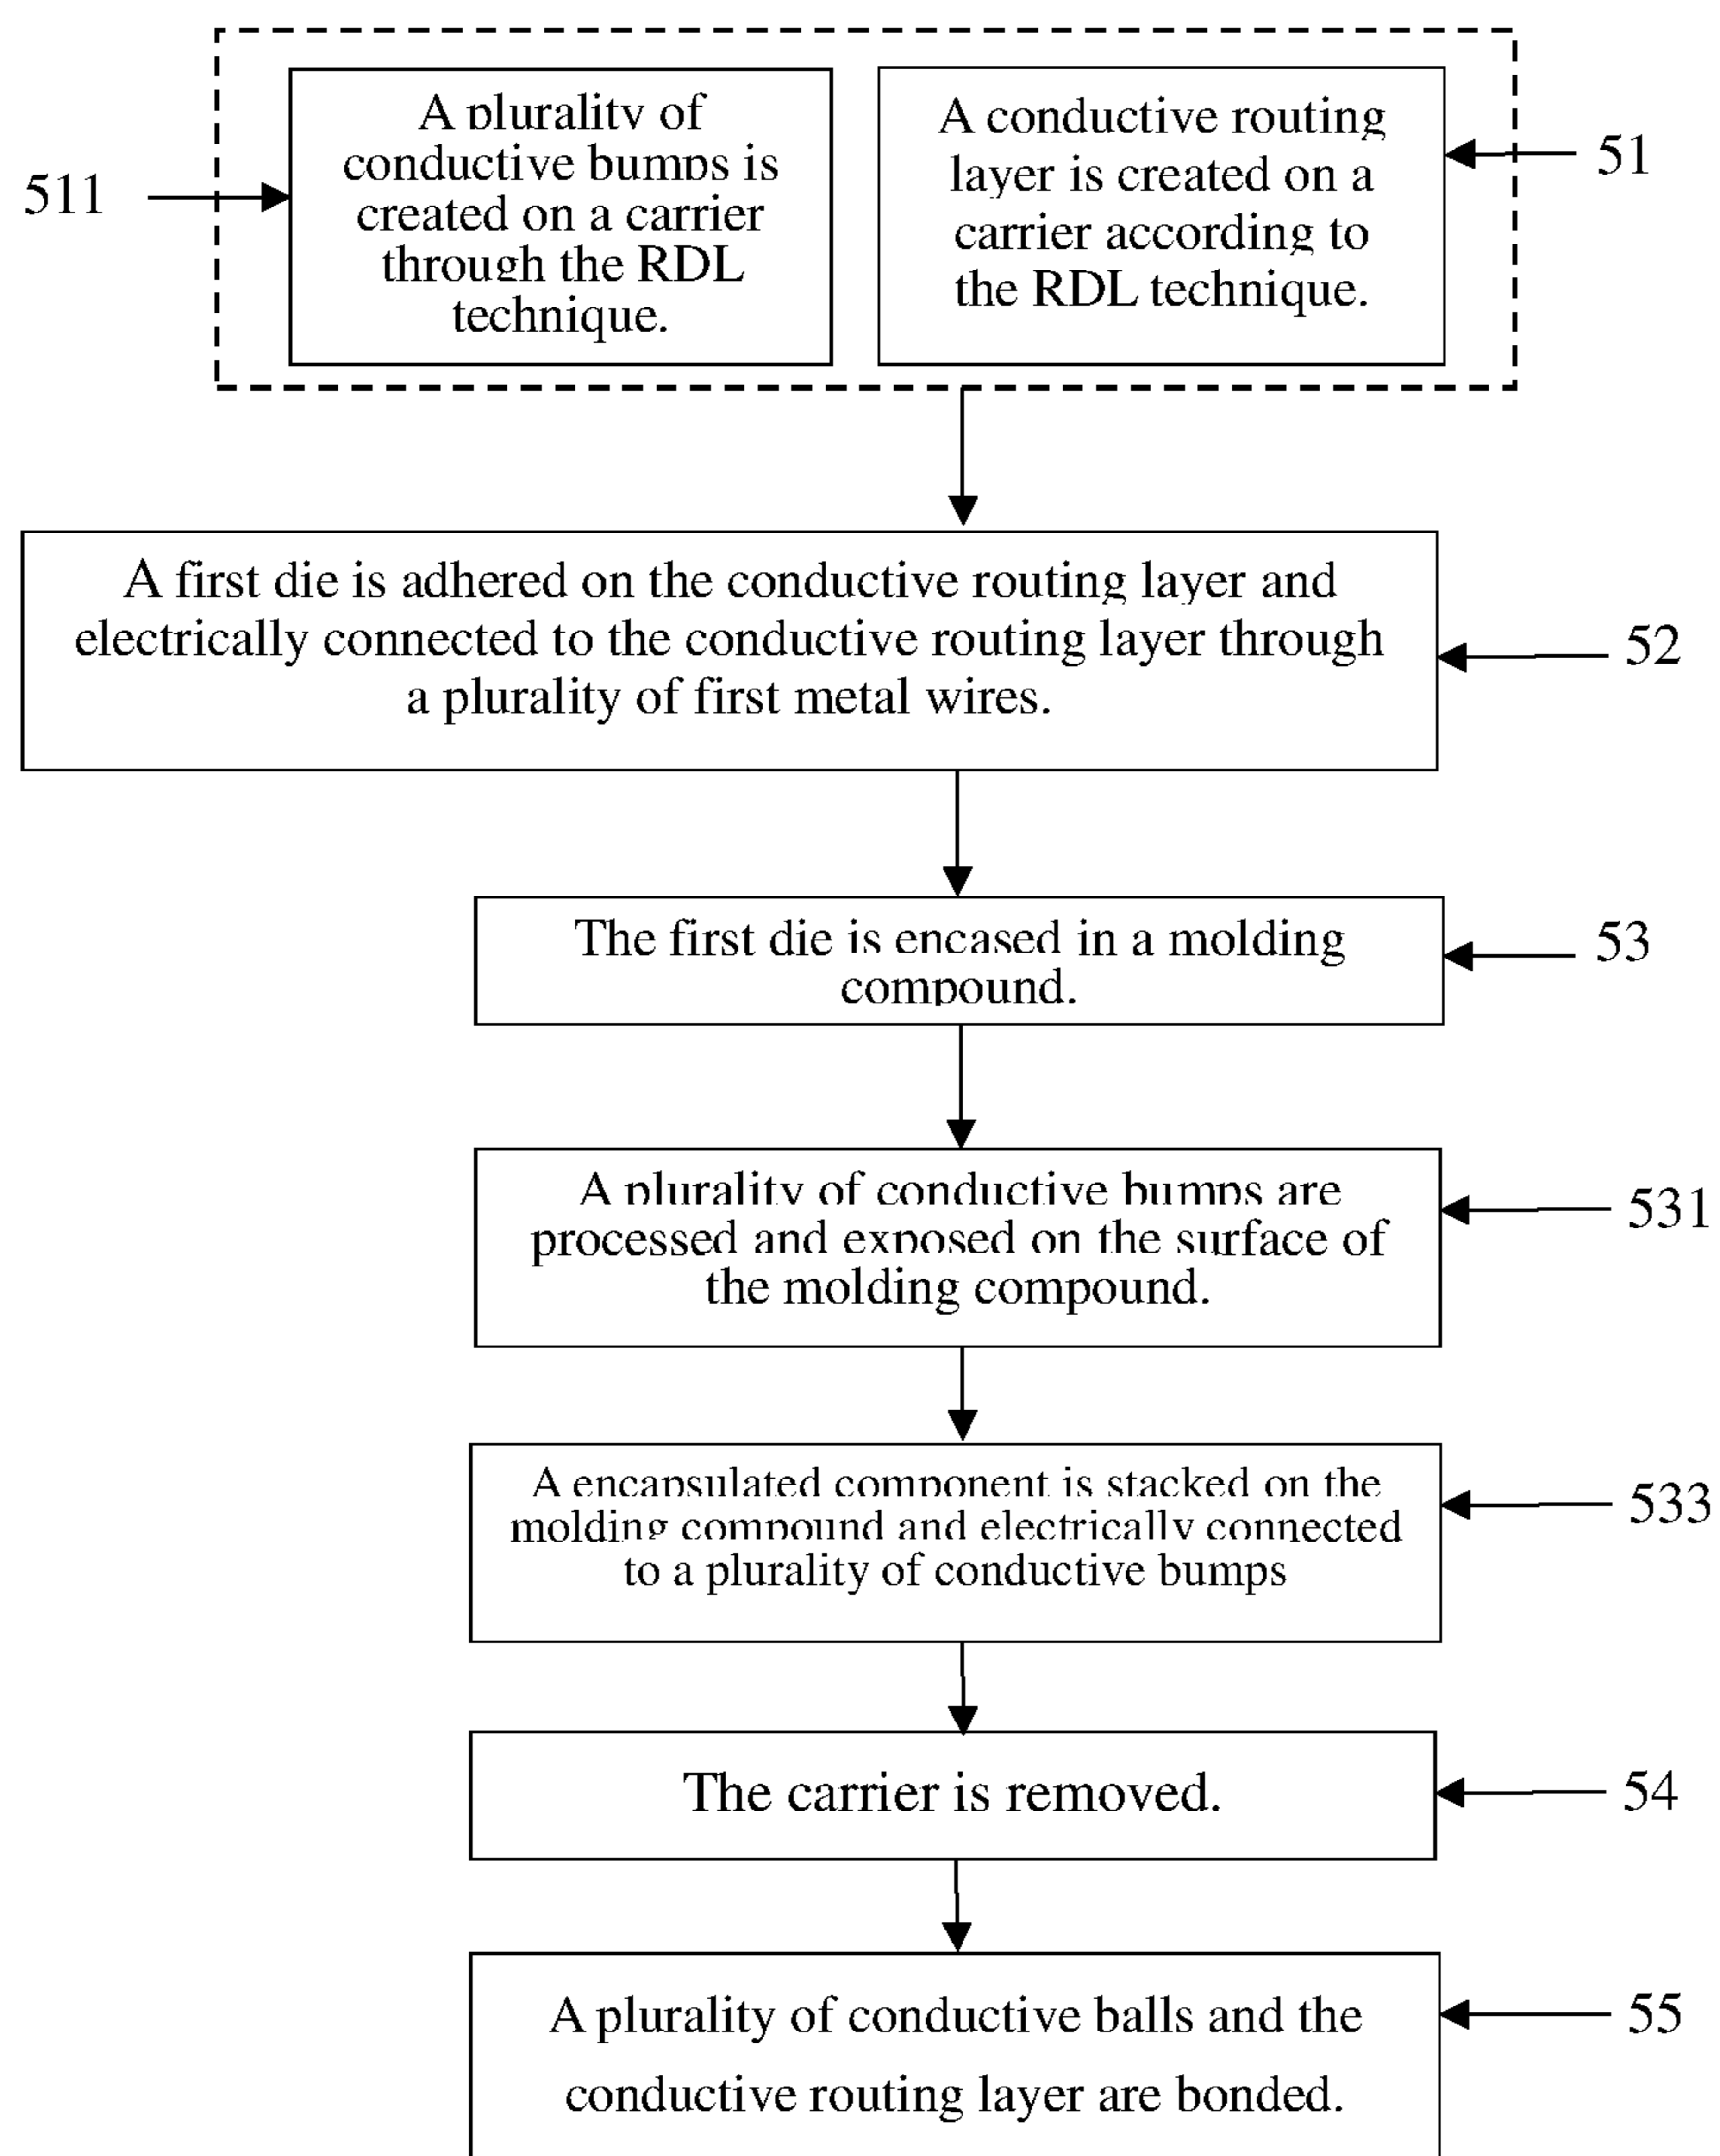 511
A plurality of
conductive bumps is
created on a carrier
through the RDL
technique.
A conductive routing
layer is created on a
carrier according to
the RDL technique.
51
A first die is adhered on the conductive routing layer and
electrically connected to the conductive routing layer through
a plurality of first metal wires.
52
The first die is encased in a molding
compound.
53
A plurality of conductive bumps are
processed and exposed on the surface of
the molding compound.
531
A encapsulated component is stacked on the
molding compound and electrically connected
to a plurality of conductive bumps
533
The carrier is removed.
54
A plurality of conductive balls and the
conductive routing layer are bonded.
55